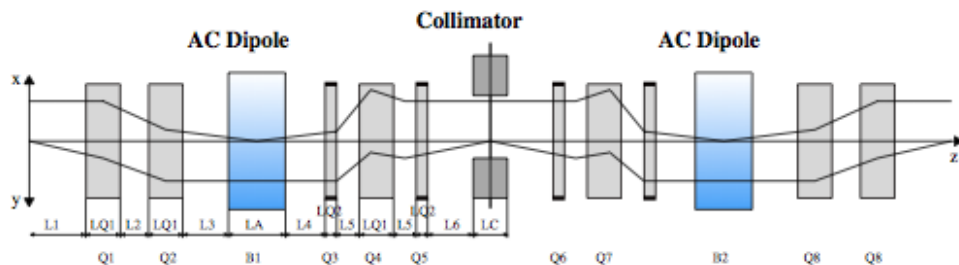 Collimator
AC Dipole AC Dipole
x
y
z
LQ2 LQ2
L1 LQ1 L2 LQ1 L3 LA L4 L5 LQ1 L5 L6 LC
Q1 Q2 B1 Q3 Q4 Q5 Q6 Q7 B2 Q8 Q8